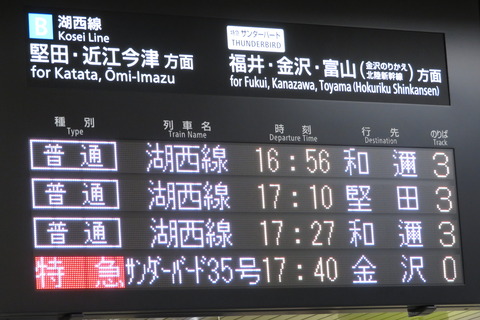 B 湖西線
Kosei Line
堅田・近江今津 方面
for Katata, Ōmi-Imazu
特急 サンダーバード
THUNDERBIRD
福井・金沢・富山(金沢のりかえ 北陸新幹線)方面
for Fukui, Kanazawa, Toyama (Hokuriku Shinkansen)
種別 列車名 時刻 行先 のりば
Type Train Name Departure Time Destination Track
普通 湖西線 16:56 和邇 3
普通 湖西線 17:10 堅田 3
普通 湖西線 17:27 和邇 3
特急 サンダーバード35号 17:40 金沢 0